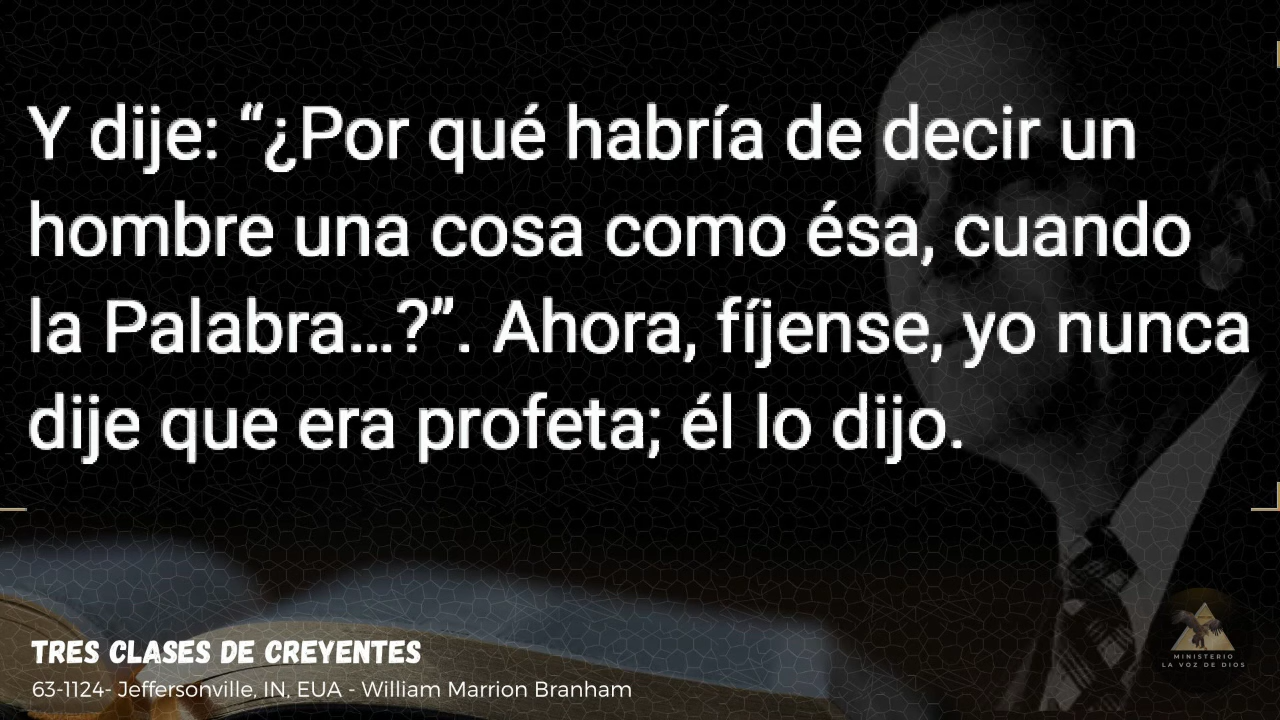 Y dije: “¿Por qué habría de decir un
hombre una cosa como ésa, cuando
la Palabra…?”. Ahora, fíjense, yo nunca
dije que era profeta; él lo dijo.
TRES CLASES DE CREYENTES
63-1124- Jeffersonville, IN, EUA - William Marrion Branham
MINISTERIO
LA VOZ DE DIOS